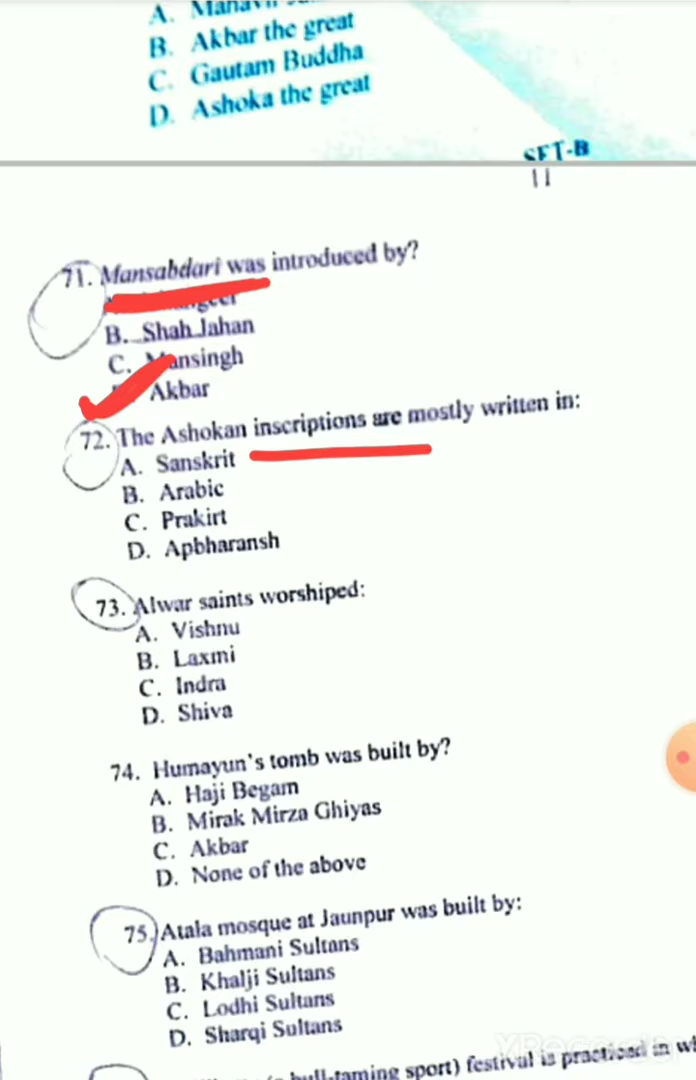 A.
B. Akbar the great
C. Gautam Buddha
D. Ashoka the great
SET-B
11
71. Mansabdari was introduced by?
B. Shah Jahan
C. Mansingh
Akbar
72. The Ashokan inscriptions are mostly written in:
A. Sanskrit
B. Arabic
C. Prakirt
D. Apbharansh
73. Alwar saints worshiped:
A. Vishnu
B. Laxmi
C. Indra
D. Shiva
74. Humayun's tomb was built by?
A. Haji Begam
B. Mirak Mirza Ghiyas
C. Akbar
D. None of the above
75. Atala mosque at Jaunpur was built by:
A. Bahmani Sultans
B. Khalji Sultans
C. Lodhi Sultans
D. Sharqi Sultans
bull-taming sport) festival is practiced in